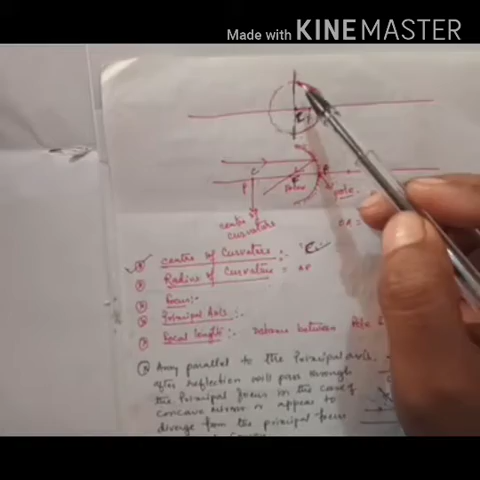 Made with KINEMASTER
C
C
F
P
P
Pole
centre of
curvature
centre of Curvature:- 'C'
Radius of Curvature =
Focus:-
Principal Axis:-
Focal length:- Distance between Pole &
Any parallel to the Principal axis
after reflection will pass through
the Principal focus in the case of
concave mirror or appear to
diverge from the principal focus